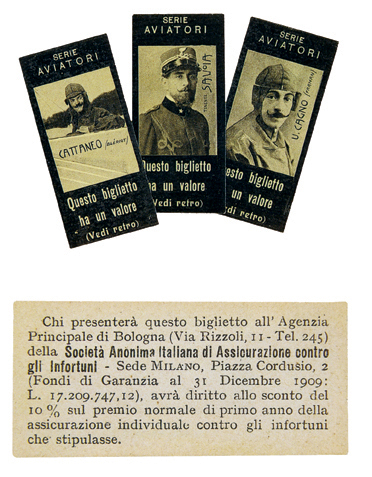 SERIE
AVIATORI
CATTANEO (BLÉRIOT)
Questo biglietto
ha un valore
(Vedi retro)
SERIE
AVIATORI
SAVOIA
Questo biglietto
ha un valore
(Vedi retro)
SERIE
AVIATORI
U. CAGNO
Questo biglietto
ha un valore
(Vedi retro)
Chi presenterà questo biglietto all'Agenzia
Principale di Bologna (Via Rizzoli, 11 - Tel. 245)
della Società Anonima Italiana di Assicurazione contro
gli Infortuni - Sede MILANO, Piazza Cordusio, 2
(Fondi di Garanzia al 31 Dicembre 1909:
L. 17.209.747,12), avrà diritto allo sconto del
10 % sul premio normale di primo anno della
assicurazione individuale contro gli infortuni
che stipulasse.